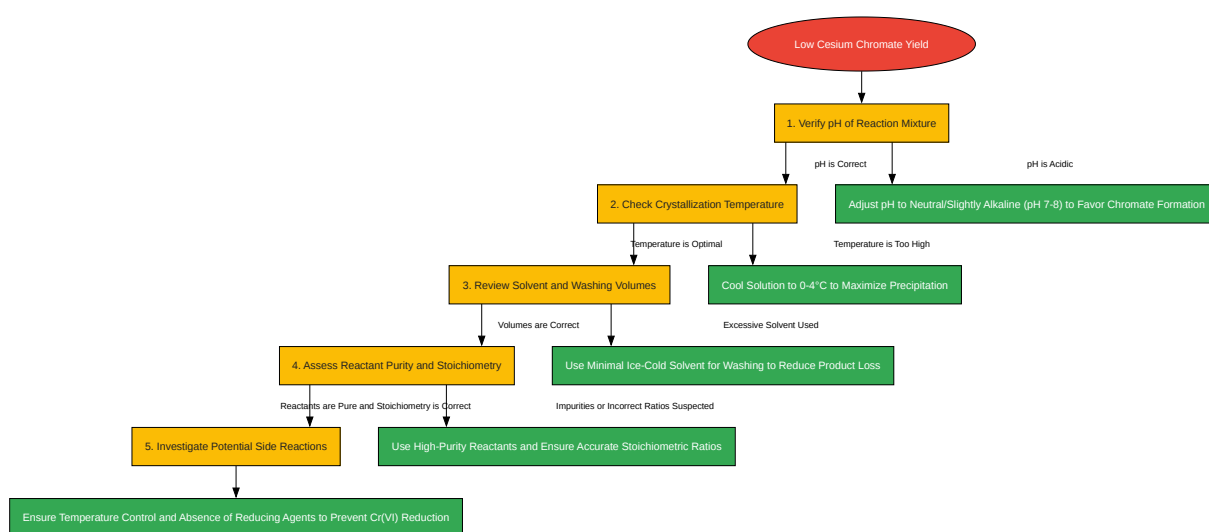 Low Cesium Chromate Yield
1. Verify pH of Reaction Mixture
pH is Correct
pH is Acidic
2. Check Crystallization Temperature
Adjust pH to Neutral/Slightly Alkaline (pH 7-8) to Favor Chromate Formation
Temperature is Optimal
Temperature is Too High
3. Review Solvent and Washing Volumes
Cool Solution to 0-4°C to Maximize Precipitation
Volumes are Correct
Excessive Solvent Used
4. Assess Reactant Purity and Stoichiometry
Use Minimal Ice-Cold Solvent for Washing to Reduce Product Loss
Reactants are Pure and Stoichiometry is Correct
Impurities or Incorrect Ratios Suspected
5. Investigate Potential Side Reactions
Use High-Purity Reactants and Ensure Accurate Stoichiometric Ratios
Ensure Temperature Control and Absence of Reducing Agents to Prevent Cr(VI) Reduction